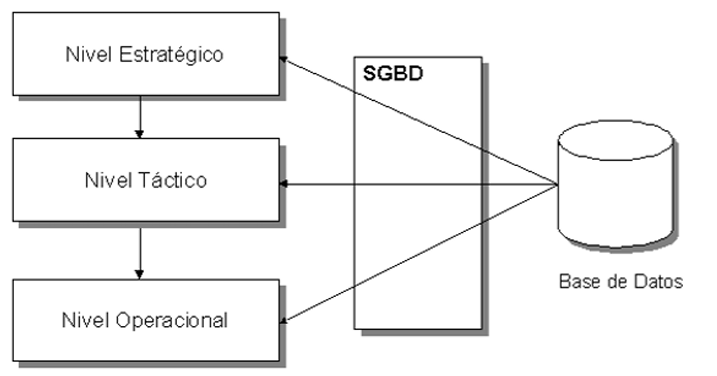 Nivel Estratégico
SGBD
Nivel Táctico
Base de Datos
Nivel Operacional